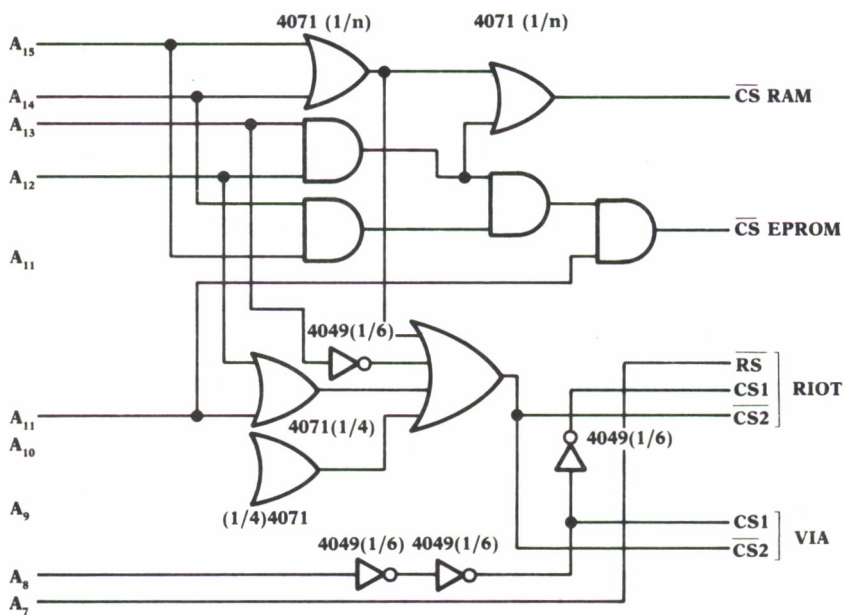 4071 (1/n)
4071 (1/n)
A15
A14
A13
A12
A11
CS RAM
CS EPROM
4049(1/6)
RS
CS1
CS2
RIOT
A11
4071(1/4)
4049(1/6)
A10
A9
(1/4)4071
4049(1/6) 4049(1/6)
CS1
CS2
VIA
A8
A7